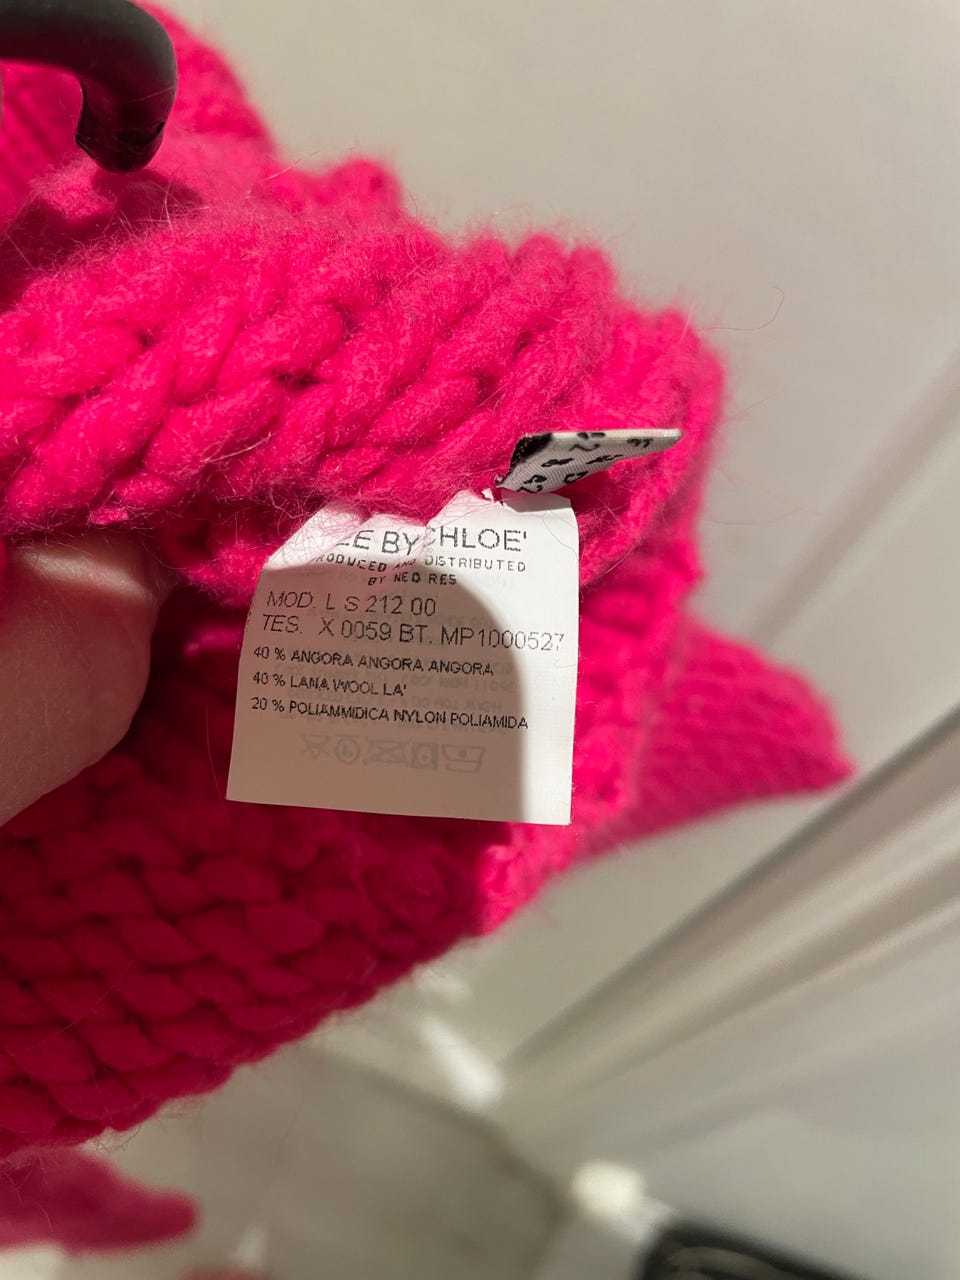 BY CHLOE'
PRODUCED AND DISTRIBUTED
BY NEO RES
MOD. L S 212 00
TES. X 0059 BT. MP1000527
40 % ANGORA ANGORA ANGORA
40 % LANA WOOL LA'
20 % POLIAMMIDICA NYLON POLIAMIDA